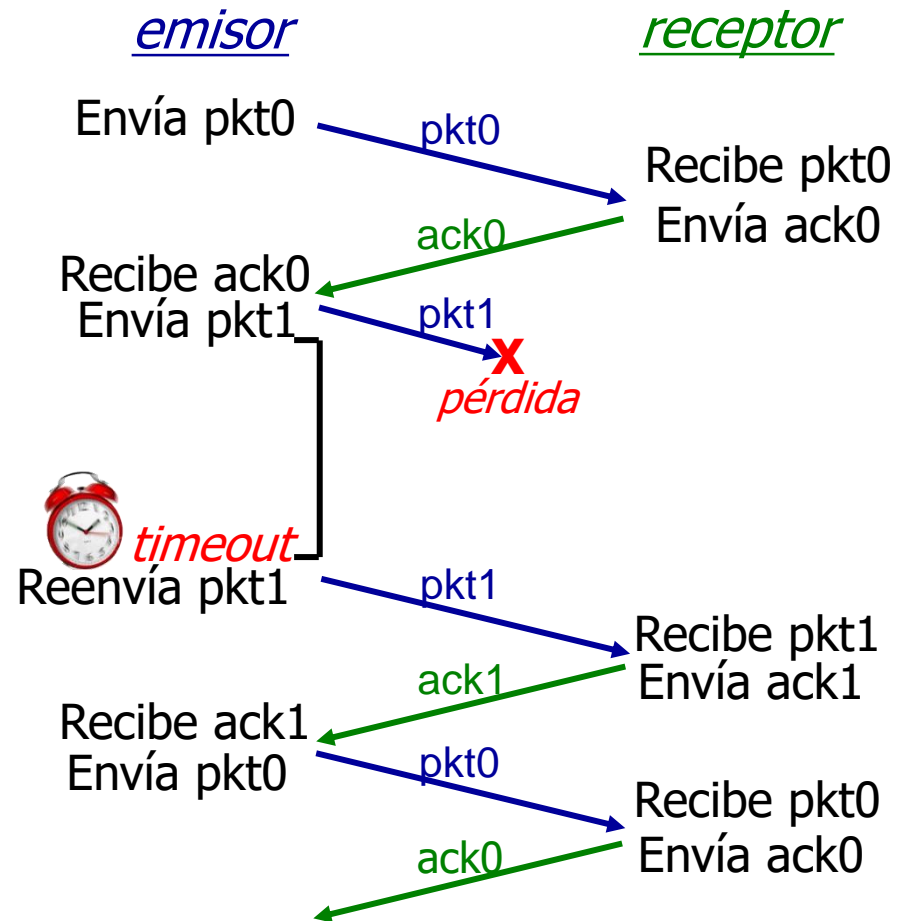 emisor
receptor
Envía pkt0
pkt0
Recibe pkt0
Envía ack0
ack0
Recibe ack0
Envía pkt1
pkt1
X
pérdida
timeout
Reenvía pkt1
pkt1
Recibe pkt1
Envía ack1
ack1
Recibe ack1
Envía pkt0
pkt0
Recibe pkt0
Envía ack0
ack0